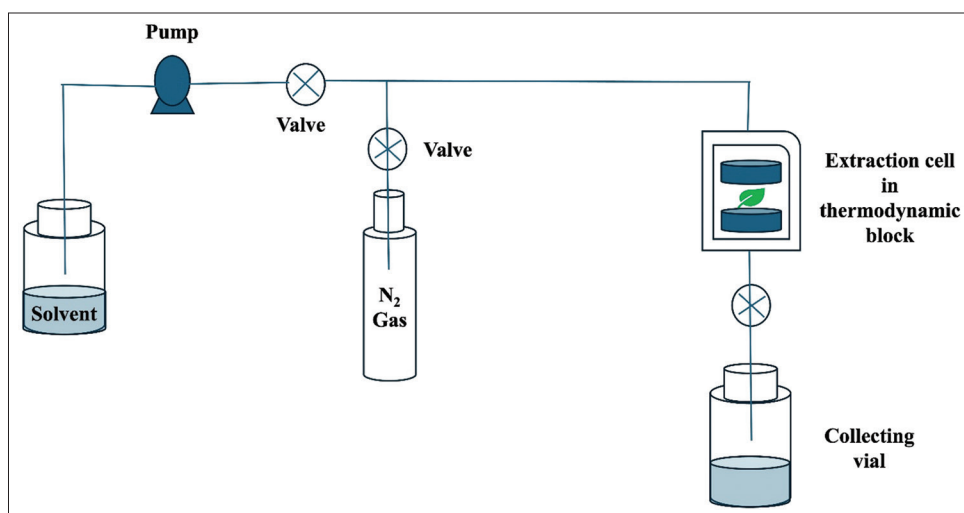 Pump
Valve
Valve
Solvent
N₂
Gas
Extraction cell
in
thermodynamic
block
Collecting
vial